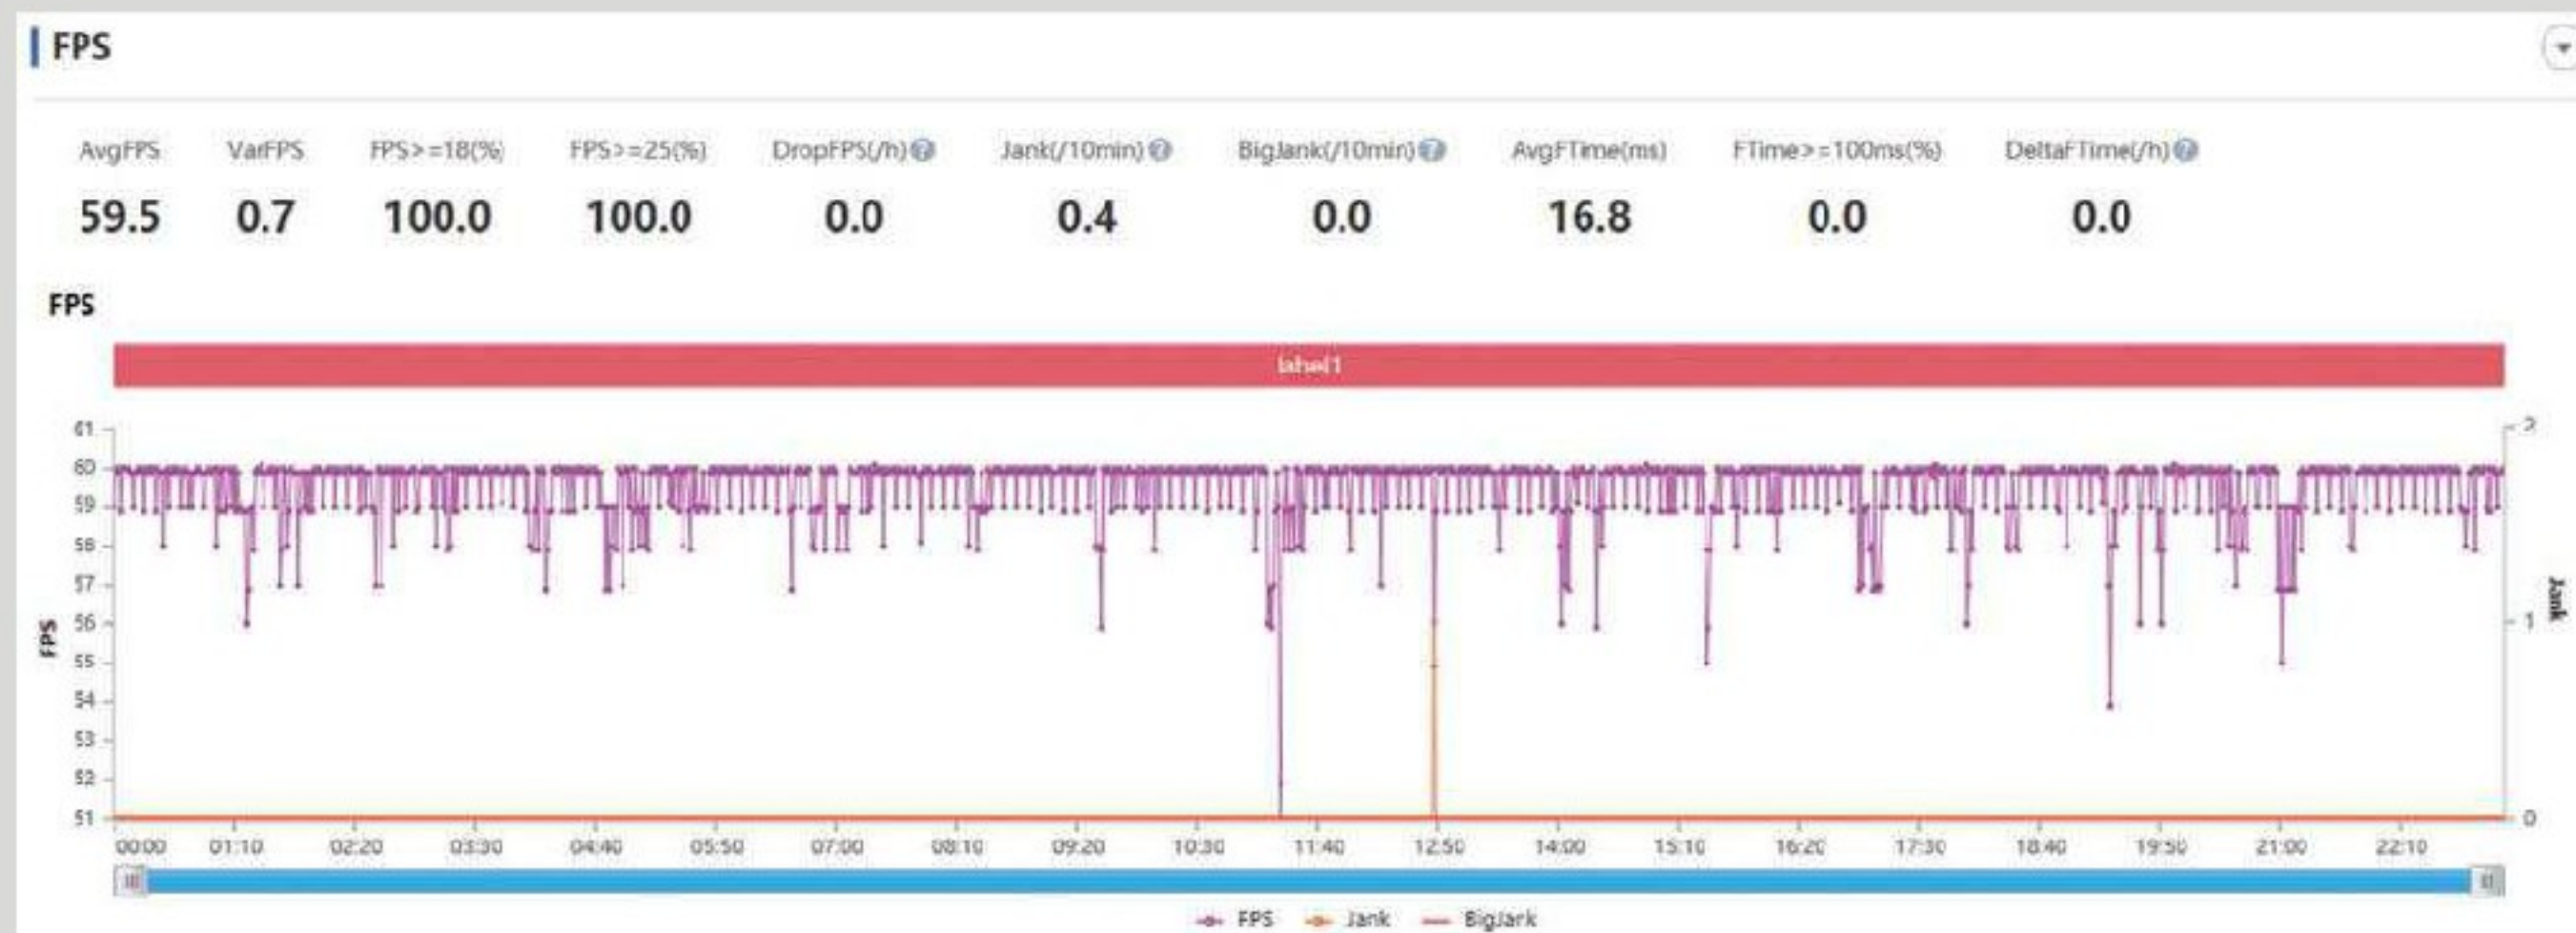 FPS
AvgFPS VarFPS FPS>=18(%) FPS>=25(%) DropFPS(/h) Jank(/10min) BigJank(/10min) AvgFTime(ms) FTime>=100ms(%) DeltaFTime(/h)
59.5 0.7 100.0 100.0 0.0 0.4 0.0 16.8 0.0 0.0
FPS
label1
61 2
60
59
58
57
56 1
55
54
53
52
51 0
FPS
Jank
00:00 01:10 02:20 03:30 04:40 05:50 07:00 08:10 09:20 10:30 11:40 12:50 14:00 15:10 16:20 17:30 18:40 19:50 21:00 22:10
FPS Jank BigJank